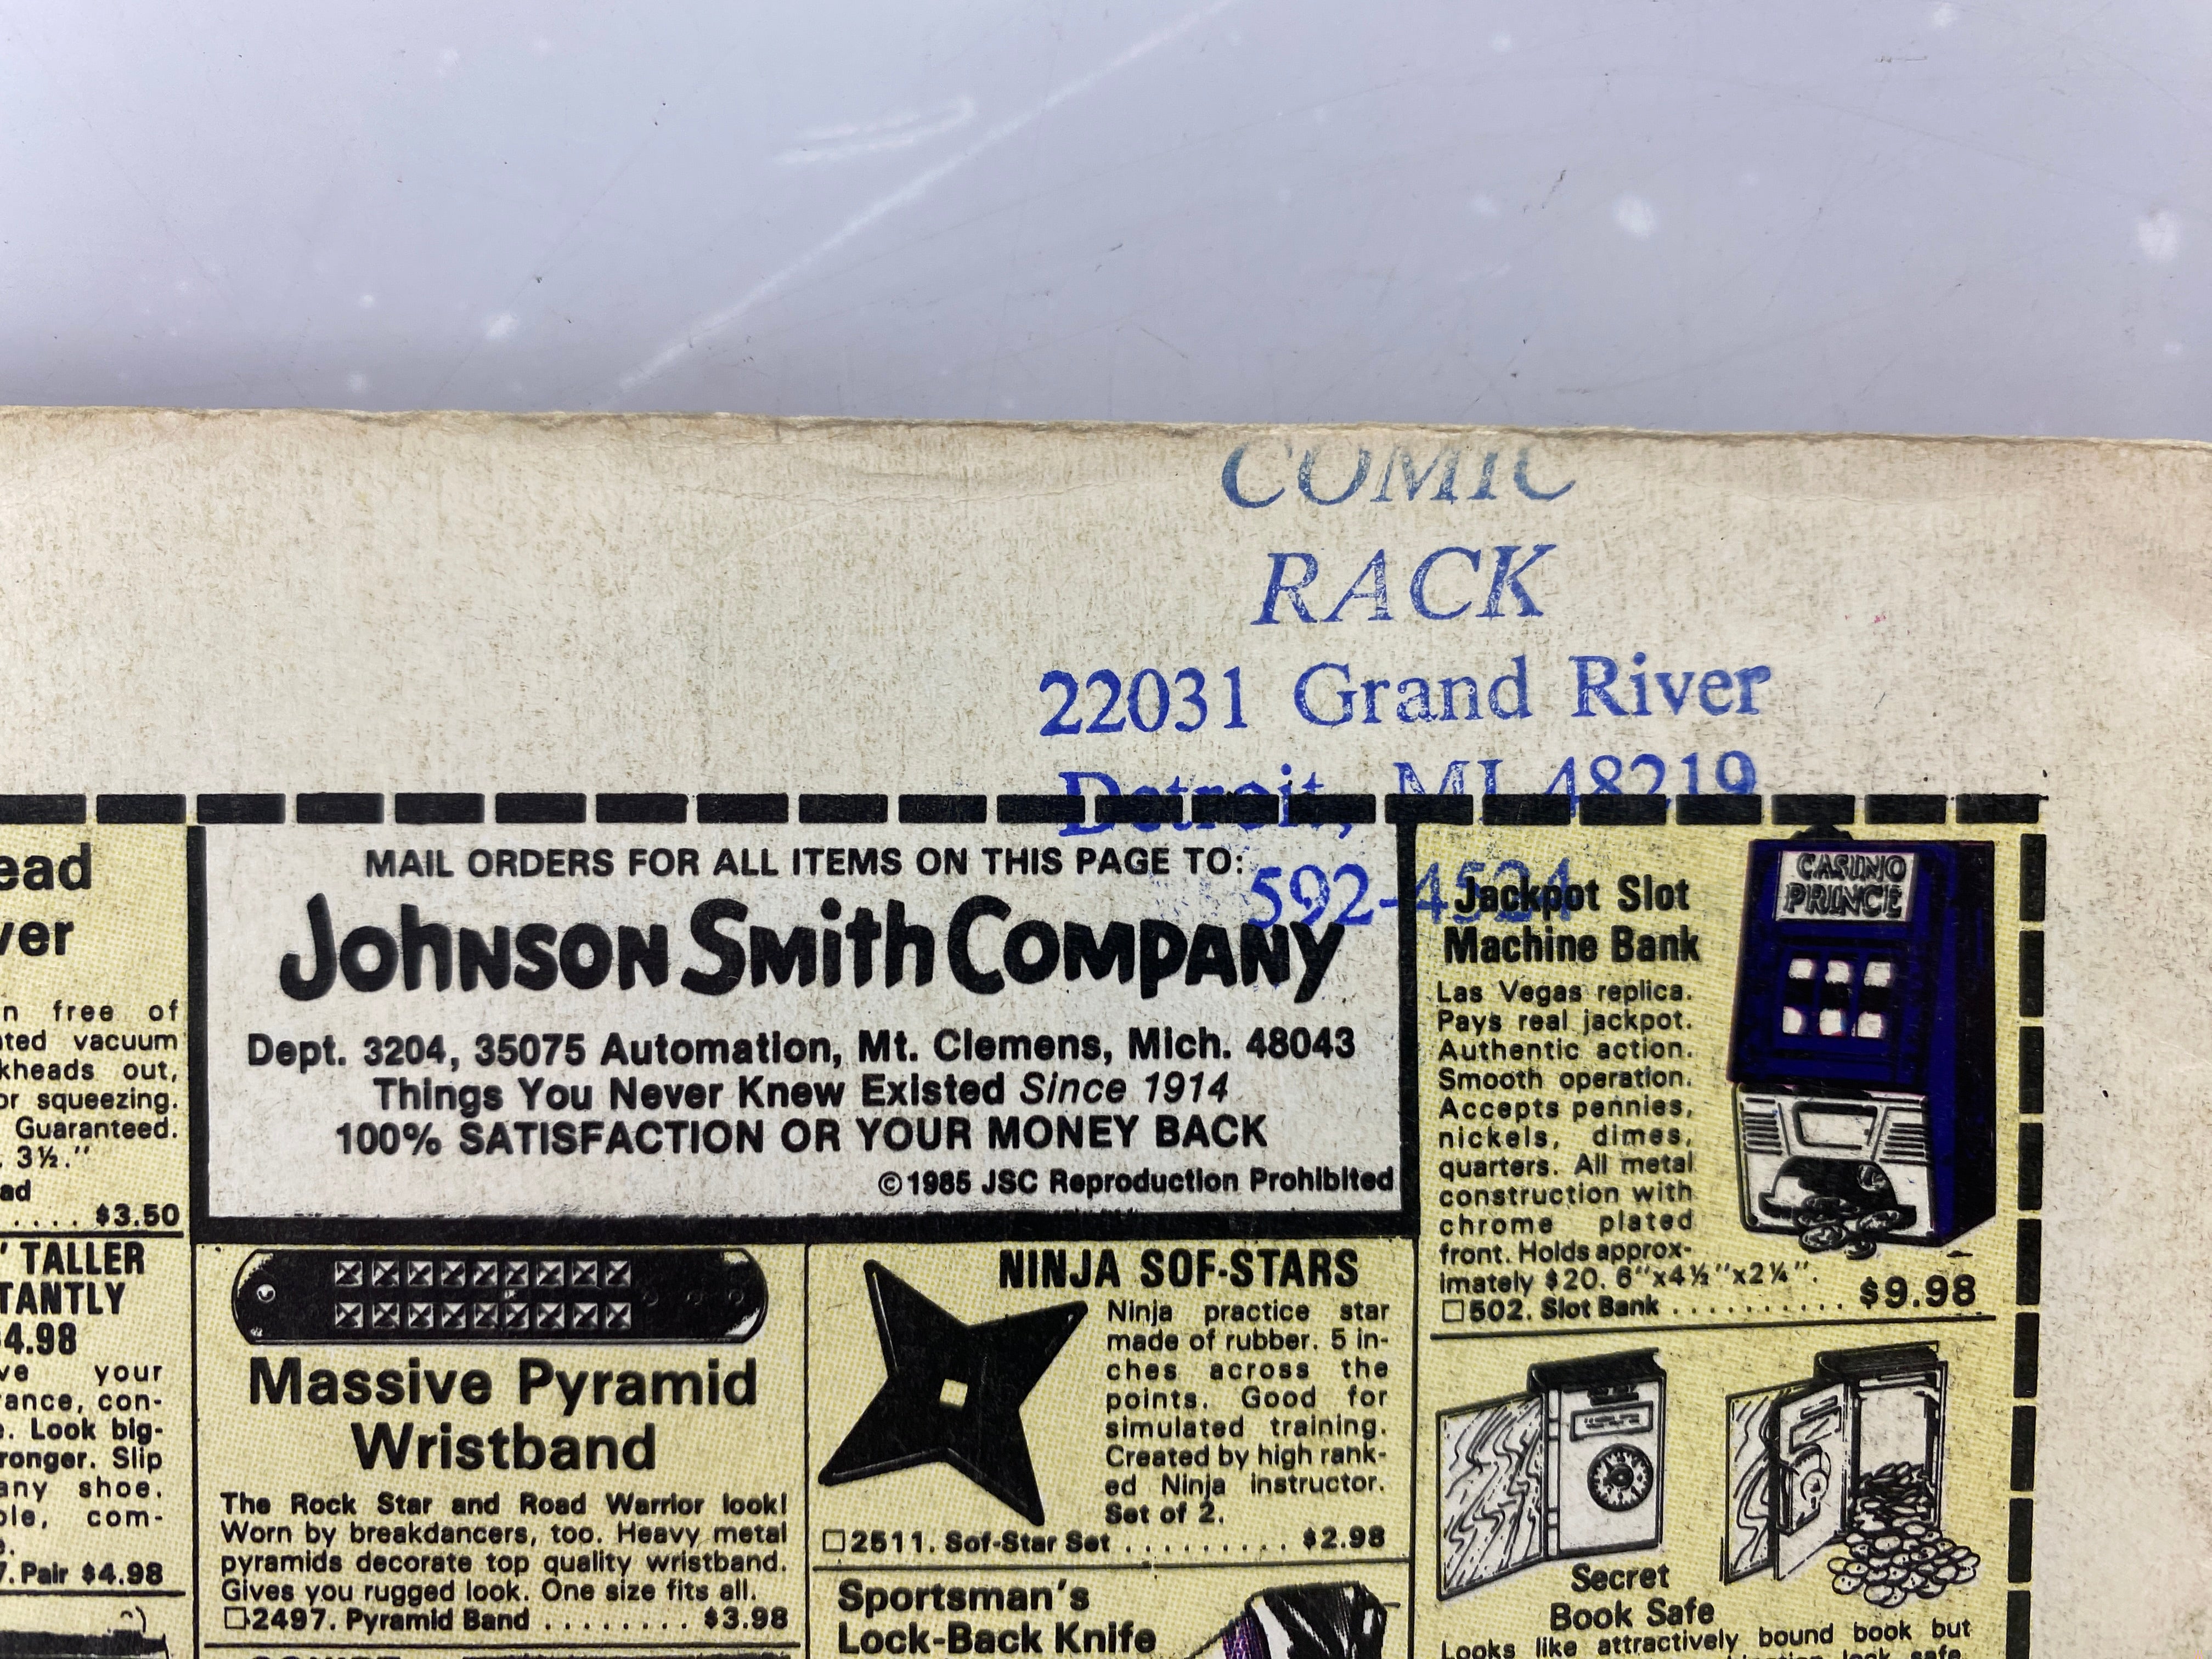 COMIC
RACK
22031 Grand River
Detroit, MI 48219
592-4524
ead
ver
n free of
ted vacuum
kheads out,
or squeezing.
Guaranteed.
3½."
ad
.... $3.50
' TALLER
TANTLY
$4.98
ve your
rance, con-
e. Look big-
ronger. Slip
any shoe.
ble, com-
e.
7. Pair $4.98
MAIL ORDERS FOR ALL ITEMS ON THIS PAGE TO:
JOHNSON SMITH COMPANY
Dept. 3204, 35075 Automation, Mt. Clemens, Mich. 48043
Things You Never Knew Existed Since 1914
100% SATISFACTION OR YOUR MONEY BACK
©1985 JSC Reproduction Prohibited
Massive Pyramid
Wristband
The Rock Star and Road Warrior look!
Worn by breakdancers, too. Heavy metal
pyramids decorate top quality wristband.
Gives you rugged look. One size fits all.
□2497. Pyramid Band ........ $3.98
NINJA SOF-STARS
Ninja practice star
made of rubber. 5 in-
ches across the
points. Good for
simulated training.
Created by high rank-
ed Ninja instructor.
Set of 2.
□2511. Sof-Star Set ......... $2.98
Sportsman's
Lock-Back Knife
Jackpot Slot
Machine Bank
CASINO
PRINCE
Las Vegas replica.
Pays real jackpot.
Authentic action.
Smooth operation.
Accepts pennies,
nickels, dimes,
quarters. All metal
construction with
chrome plated
front. Holds approx-
imately $20. 6"x4½"x2¼".
□502. Slot Bank .......... $9.98
Secret
Book Safe
Looks like attractively bound book but